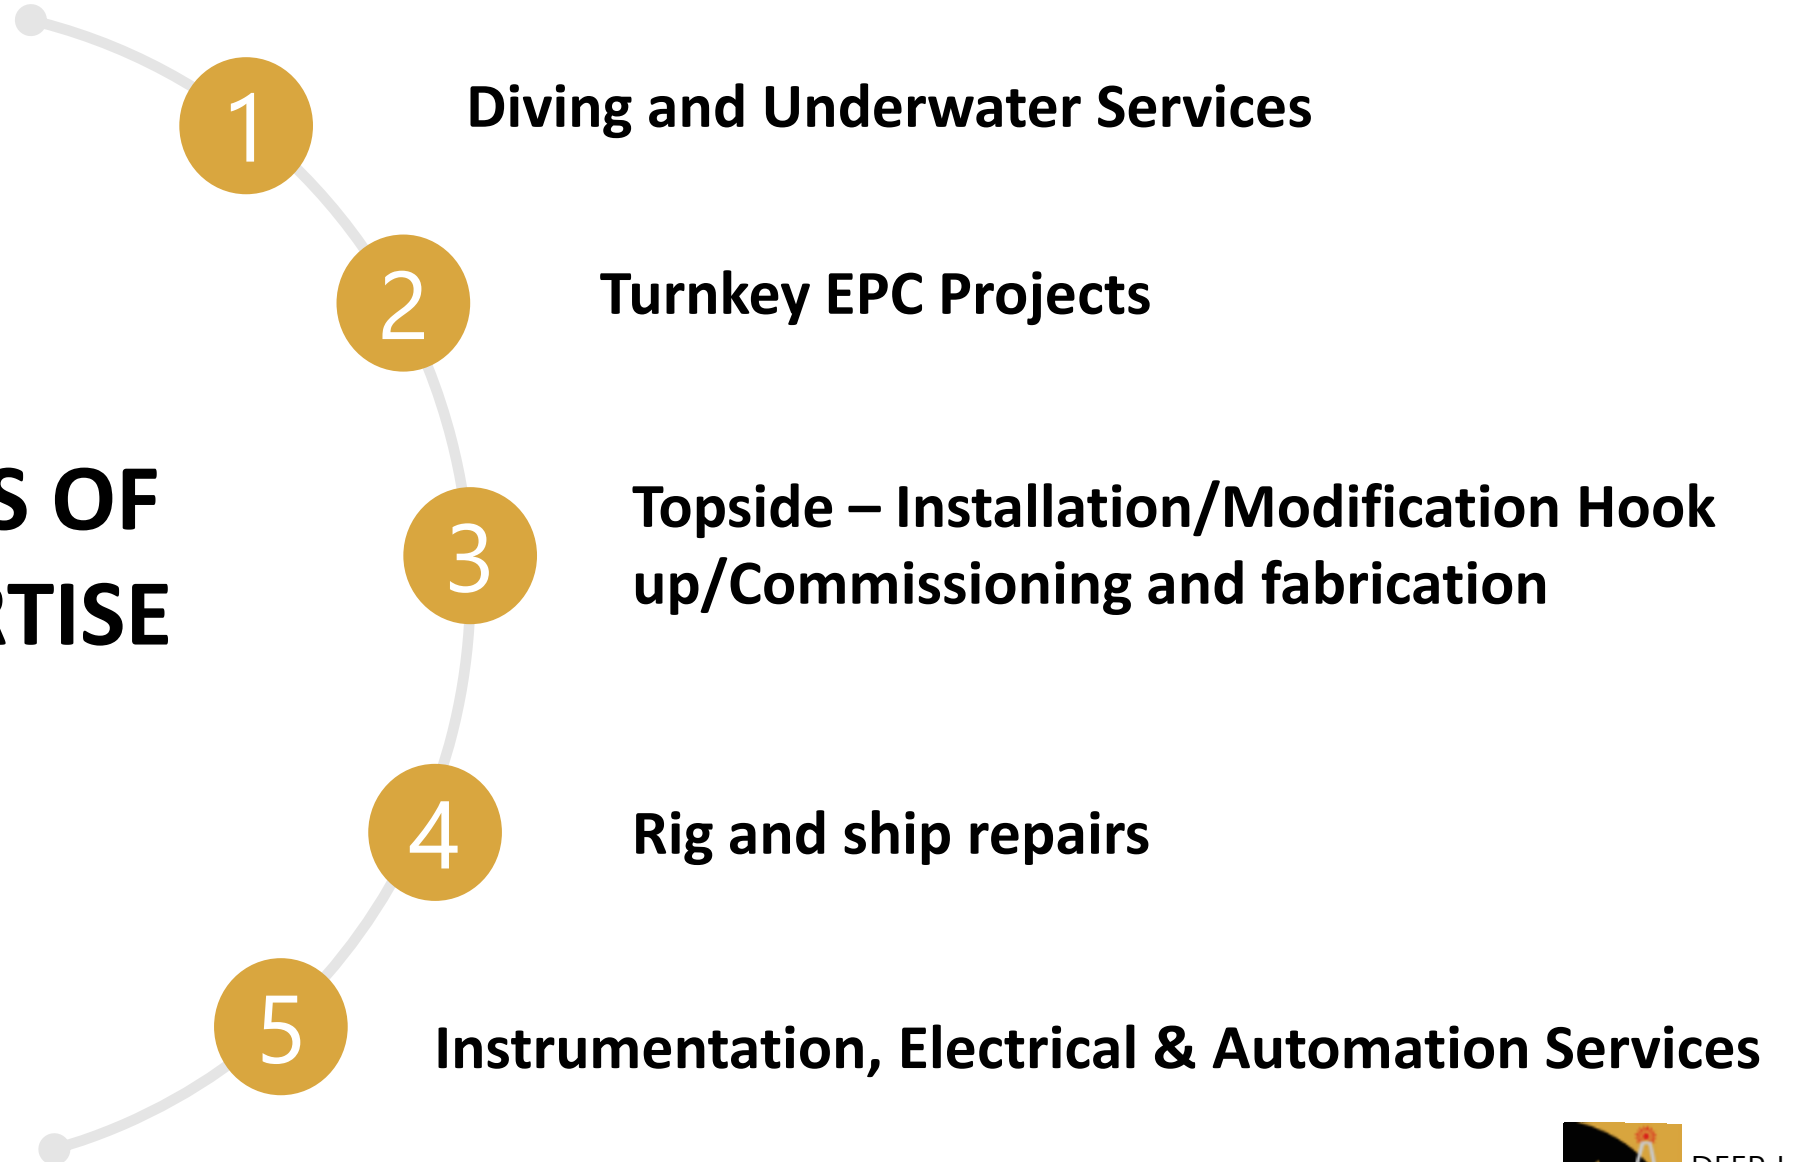 1
Diving and Underwater Services
2
Turnkey EPC Projects
S OF
RTISE
3
Topside – Installation/Modification Hook
up/Commissioning and fabrication
4
Rig and ship repairs
5
Instrumentation, Electrical & Automation Services